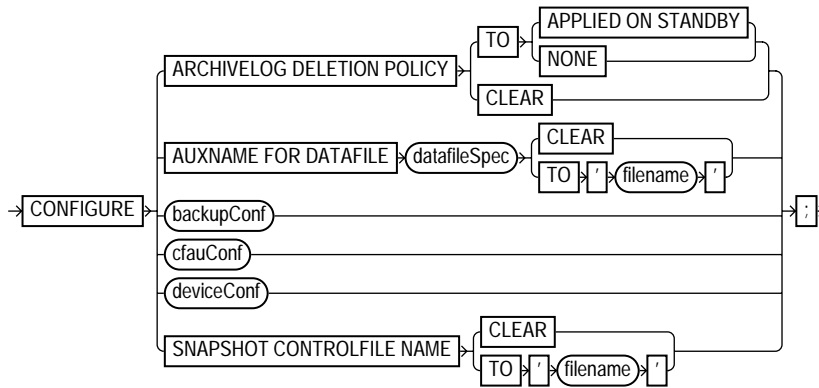 APPLIED ON STANDBY
TO
NONE
ARCHIVELOG DELETION POLICY
CLEAR
CLEAR
AUXNAME FOR DATAFILE datafileSpec
TO ' filename '
CONFIGURE backupConf ;
cfauConf
deviceConf
CLEAR
SNAPSHOT CONTROLFILE NAME
TO ' filename '